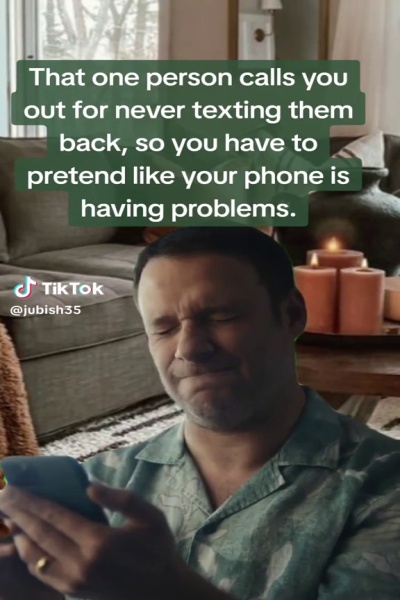 That one person calls you
out for never texting them
back, so you have to
pretend like your phone is
having problems.
TikTok
@jubish35